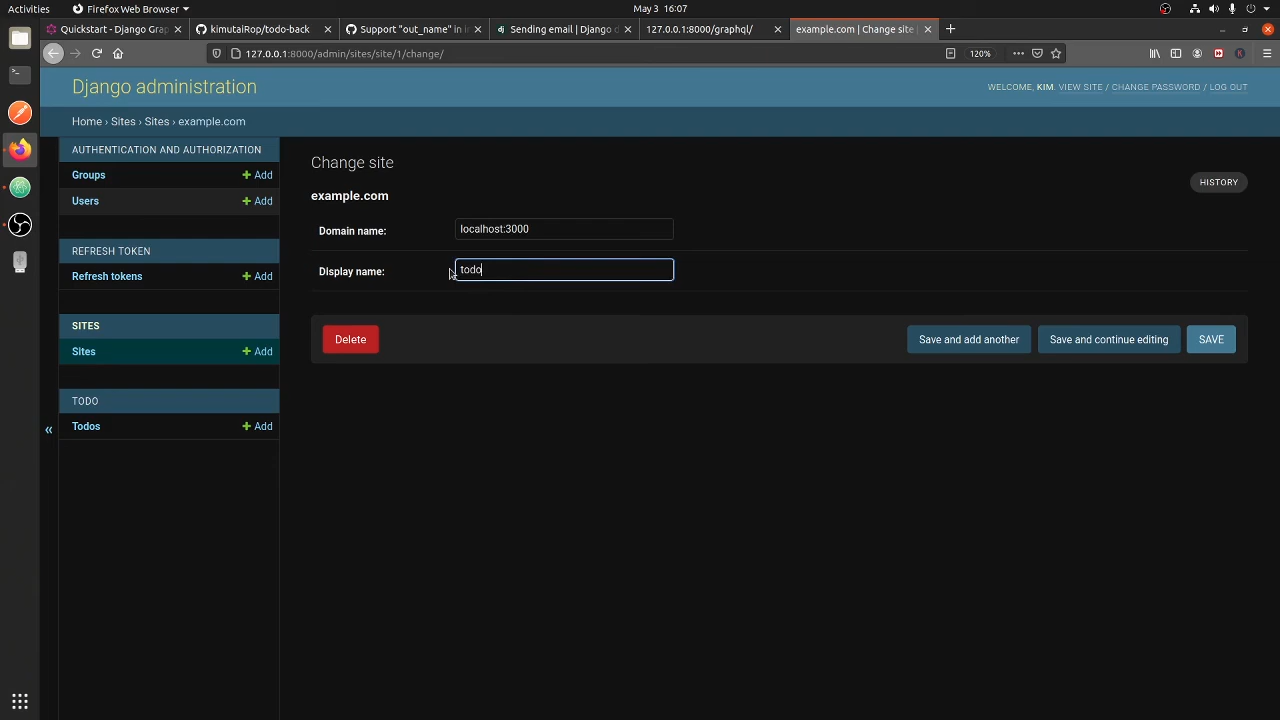 Activities
Firefox Web Browser
May 3 16:07
Quickstart - Django Grap
kimutaiRop/todo-back
Support "out_name" in i
Sending email | Django d
127.0.0.1:8000/graphql/
example.com | Change site
127.0.0.1:8000/admin/sites/site/1/change/
120%
Django administration
WELCOME, KIM. VIEW SITE / CHANGE PASSWORD / LOG OUT
Home › Sites › Sites › example.com
AUTHENTICATION AND AUTHORIZATION
Groups
Add
Users
Add
REFRESH TOKEN
Refresh tokens
Add
SITES
Sites
Add
TODO
Todos
Add
«
Change site
HISTORY
example.com
Domain name:
localhost:3000
Display name:
todo
Delete
Save and add another
Save and continue editing
SAVE